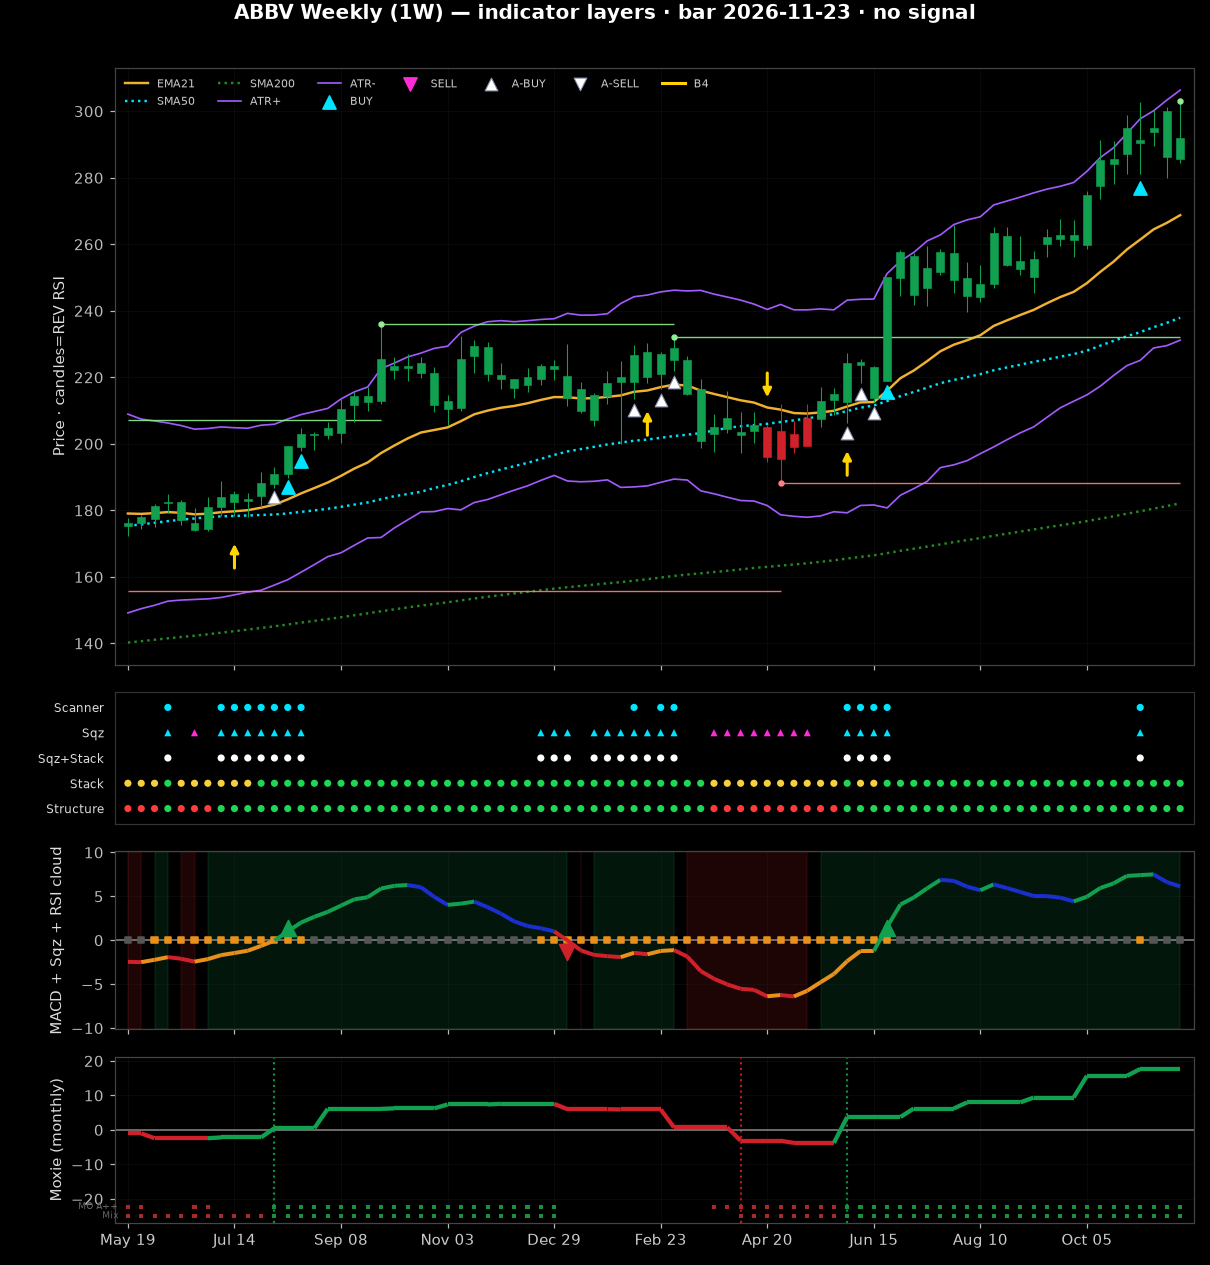 ABBV Weekly (1W) — indicator layers · bar 2026-11-23 · no signal
EMA21 SMA200 ATR- SELL A-BUY A-SELL B4
SMA50 ATR+ BUY
Price · candles=REV RSI
300
280
260
240
220
200
180
160
140
Scanner
Sqz
Sqz+Stack
Stack
Structure
MACD + Sqz + RSI cloud
10
5
0
−5
−10
Moxie (monthly)
20
10
0
−10
−20
MO A++
Mix
May 19 Jul 14 Sep 08 Nov 03 Dec 29 Feb 23 Apr 20 Jun 15 Aug 10 Oct 05